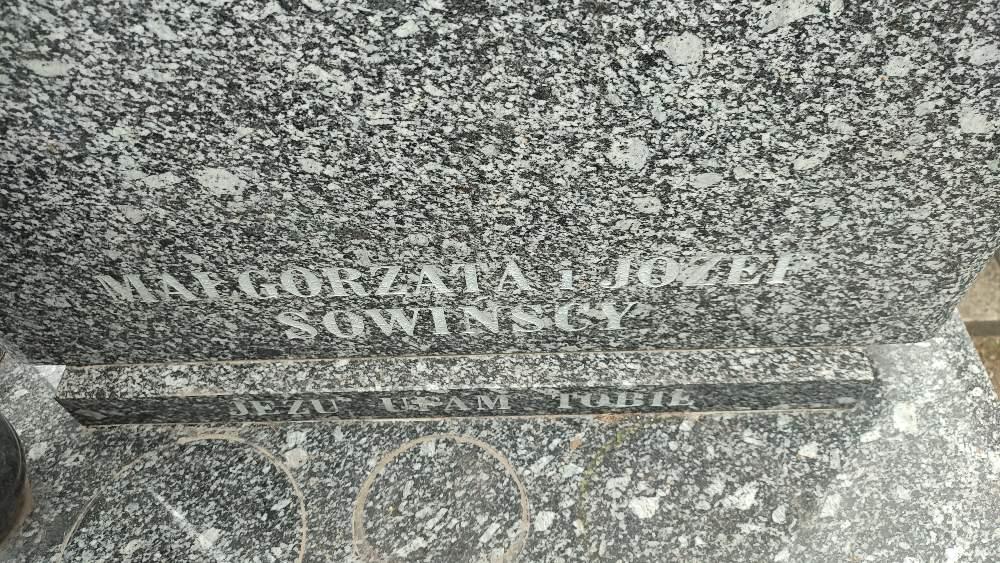 MAŁGORZATA i JÓZEF
SOWIŃSCY
JEZU UFAM TOBIE